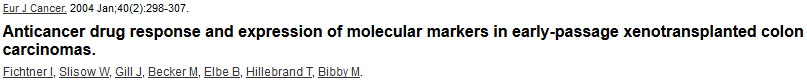 Eur J Cancer. 2004 Jan;40(2):298-307.
Anticancer drug response and expression of molecular markers in early-passage xenotransplanted colon
carcinomas.
Fichtner I, Slisow W, Gill J, Becker M, Elbe B, Hillebrand T, Bibby M.